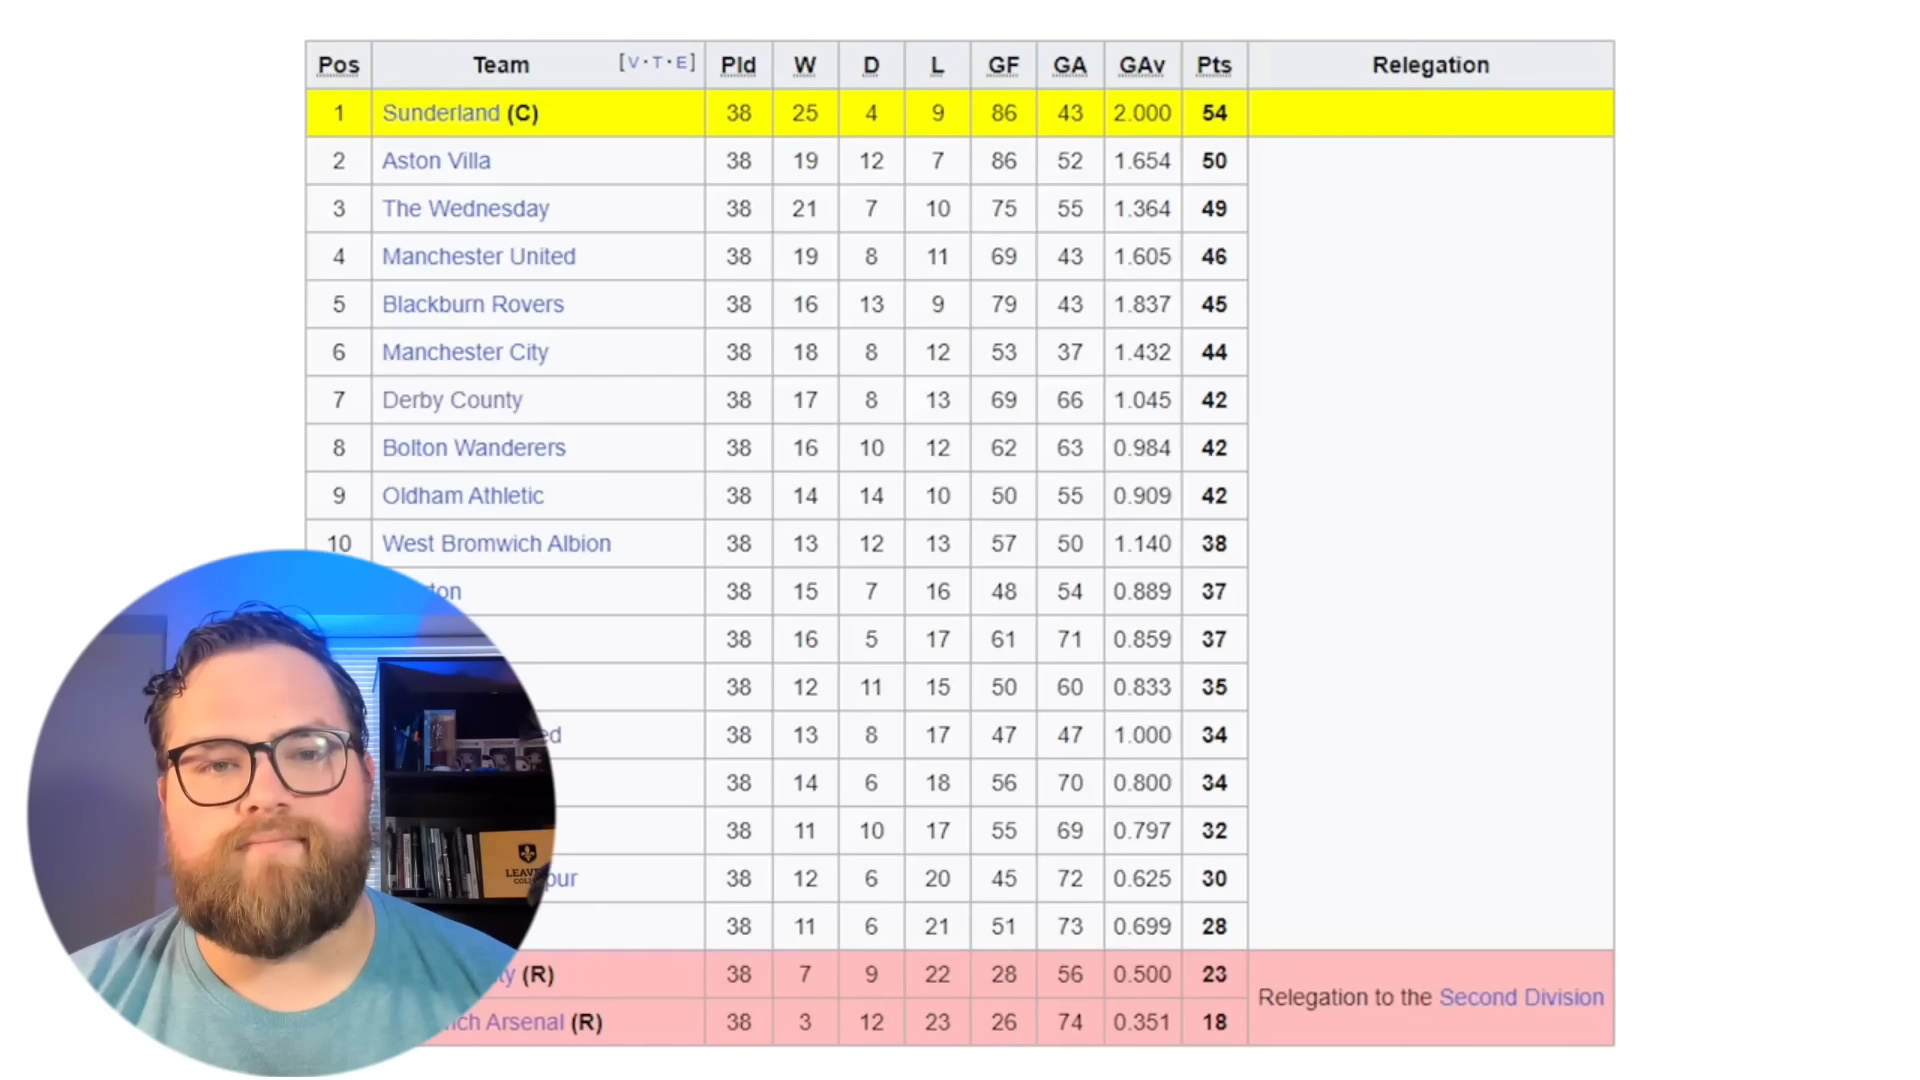 Pos Team [V·T·E] Pld W D L GF GA GAv Pts Relegation
1 Sunderland (C) 38 25 4 9 86 43 2.000 54
2 Aston Villa 38 19 12 7 86 52 1.654 50
3 The Wednesday 38 21 7 10 75 55 1.364 49
4 Manchester United 38 19 8 11 69 43 1.605 46
5 Blackburn Rovers 38 16 13 9 79 43 1.837 45
6 Manchester City 38 18 8 12 53 37 1.432 44
7 Derby County 38 17 8 13 69 66 1.045 42
8 Bolton Wanderers 38 16 10 12 62 63 0.984 42
9 Oldham Athletic 38 14 14 10 50 55 0.909 42
10 West Bromwich Albion 38 13 12 13 57 50 1.140 38
on 38 15 7 16 48 54 0.889 37
38 16 5 17 61 71 0.859 37
38 12 11 15 50 60 0.833 35
ed 38 13 8 17 47 47 1.000 34
38 14 6 18 56 70 0.800 34
38 11 10 17 55 69 0.797 32
pur 38 12 6 20 45 72 0.625 30
38 11 6 21 51 73 0.699 28
ty (R) 38 7 9 22 28 56 0.500 23
Relegation to the Second Division
ich Arsenal (R) 38 3 12 23 26 74 0.351 18